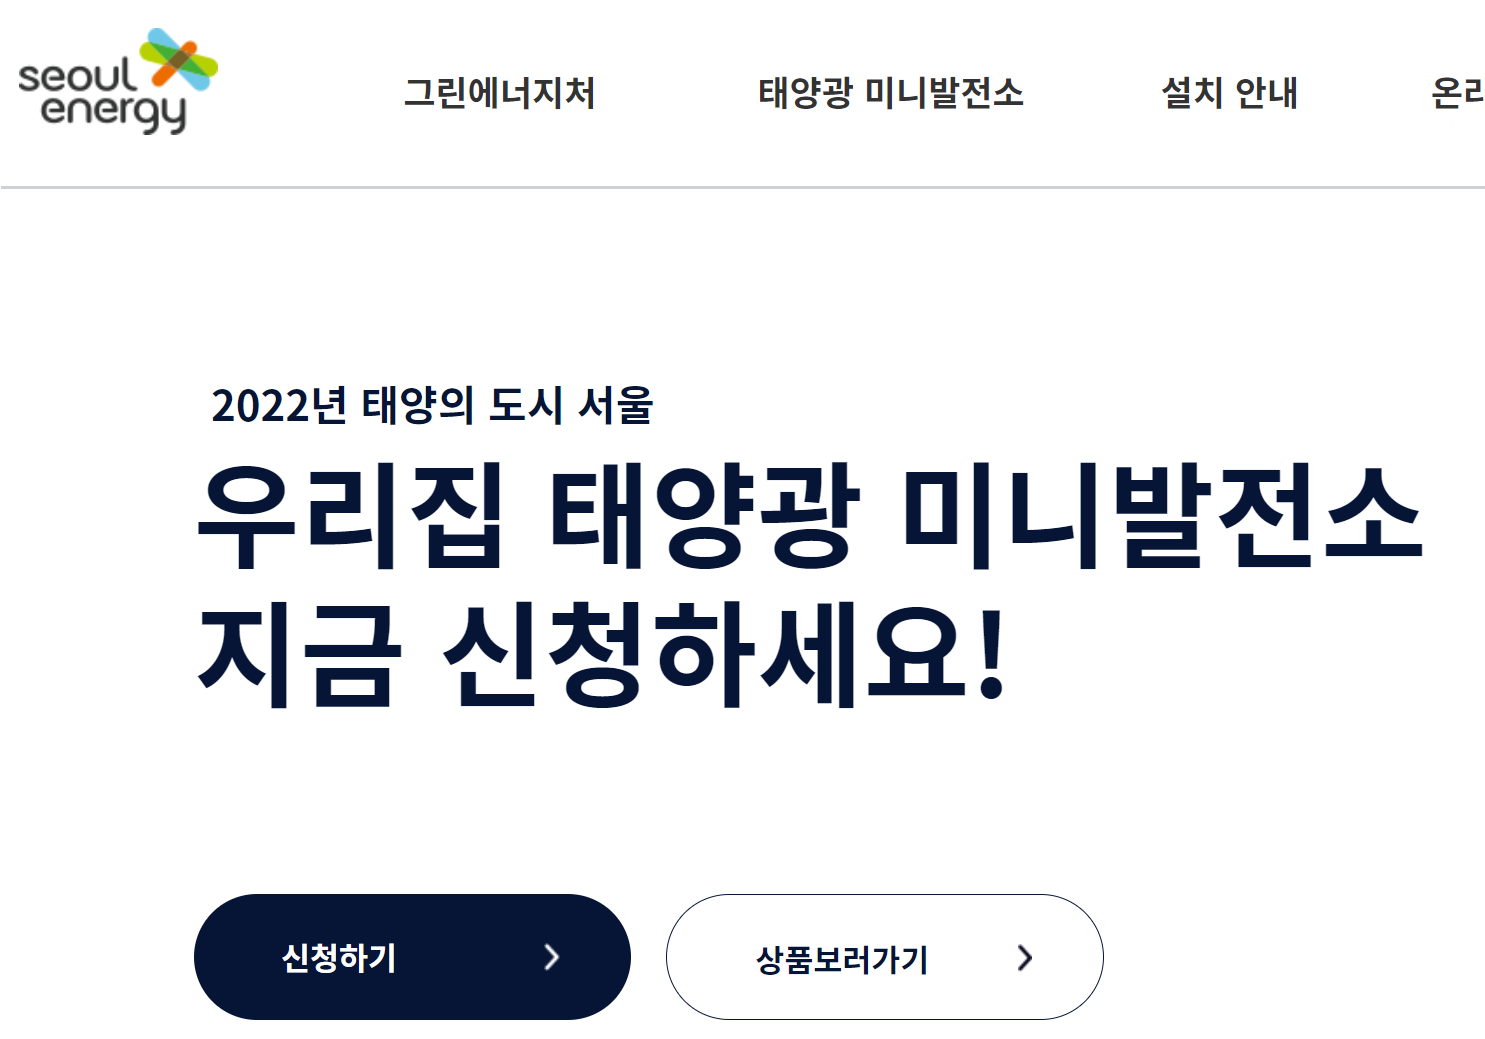 seoul
energy
그린에너지처 태양광 미니발전소 설치 안내
2022년 태양의 도시 서울
우리집 태양광 미니발전소
지금 신청하세요!
신청하기 상품보러가기